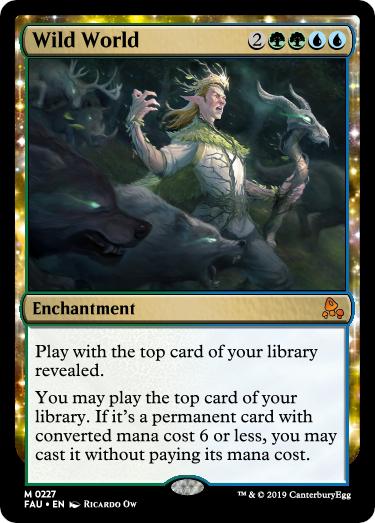 Wild World
2
Enchantment
Play with the top card of your library
revealed.
You may play the top card of your
library. If it's a permanent card with
converted mana cost 6 or less, you may
cast it without paying its mana cost.
M 0227
FAU • EN Ricardo Ow
™ & © 2019 CanterburyEgg